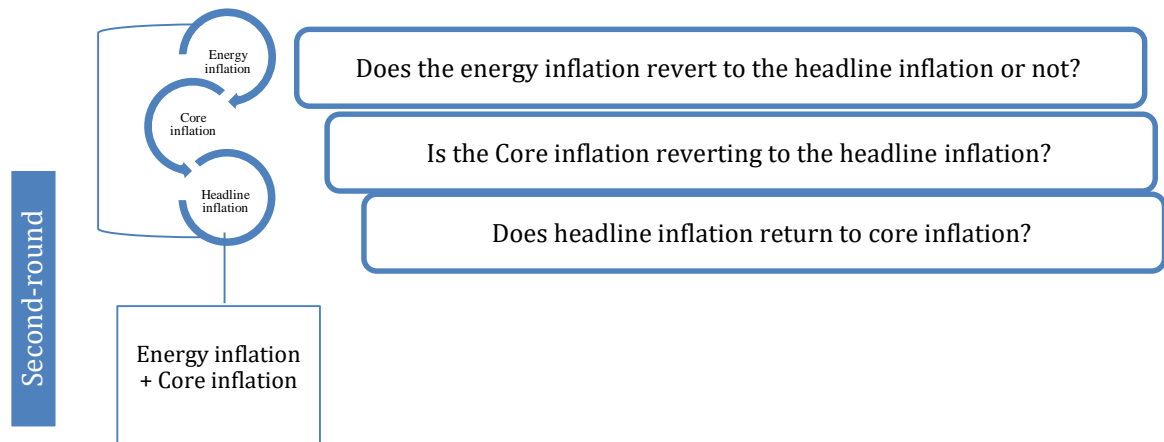 Energy
inflation
Core
inflation
Headline
inflation
Does the energy inflation revert to the headline inflation or not?
Is the Core inflation reverting to the headline inflation?
Does headline inflation return to core inflation?
Second-round
Energy inflation
+ Core inflation